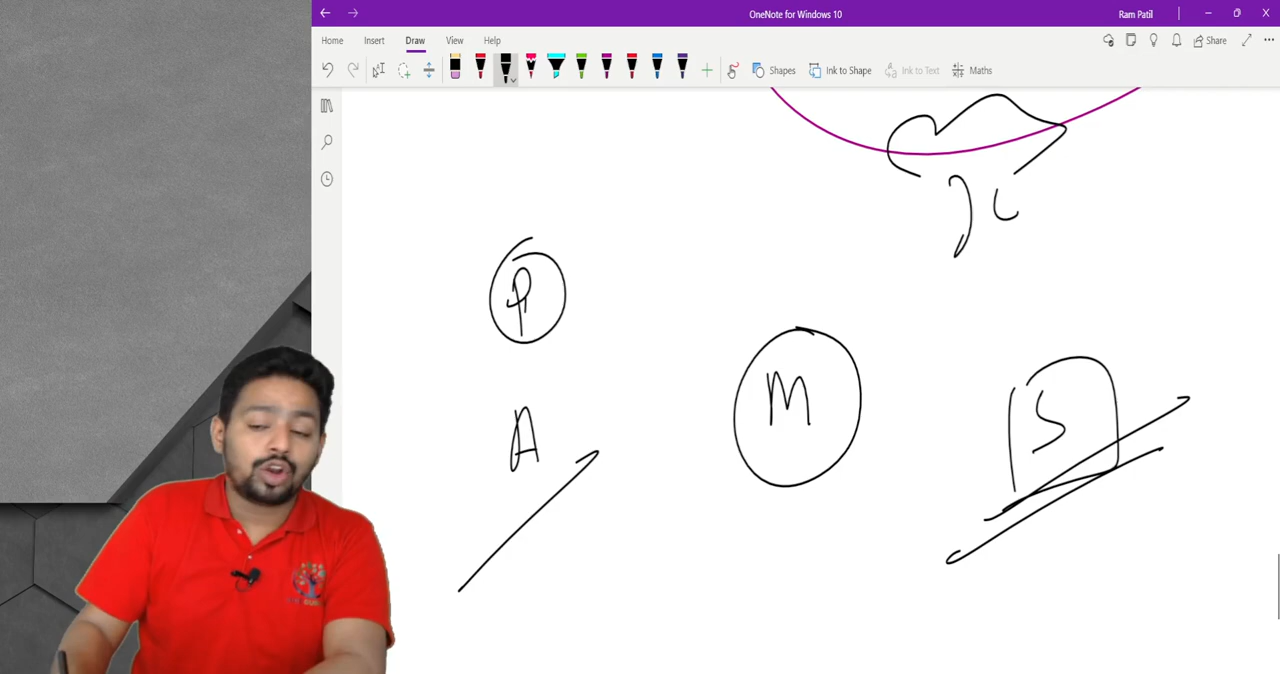 OneNote for Windows 10
Ram Patil
Home Insert Draw View Help
Share
Shapes Ink to Shape Ink to Text Maths
P
M
S
A